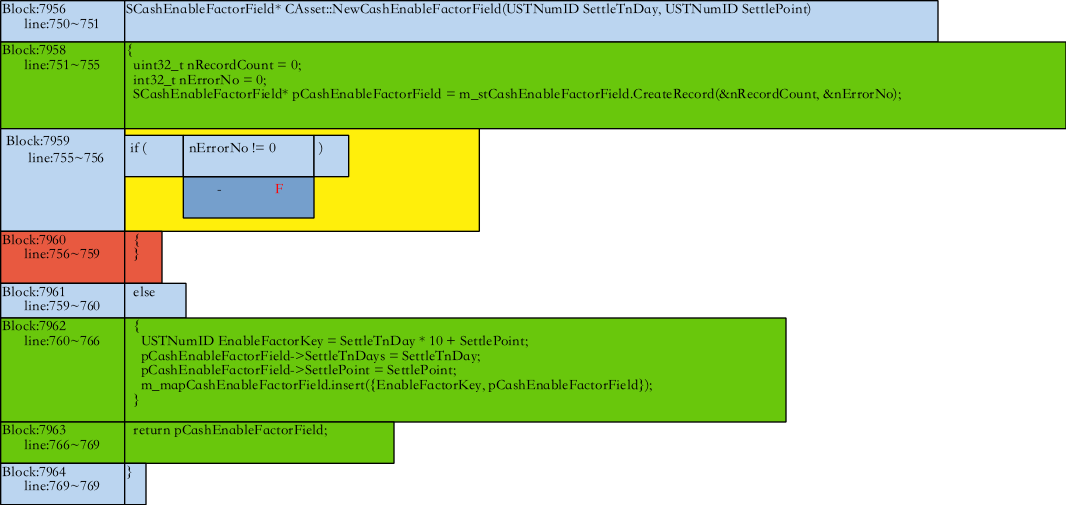 Block:7956 SCashEnableFactorField* CAsset::NewCashEnableFactorField(USTNumID SettleTnDay, USTNumID SettlePoint)
line:750~751
Block:7958 {
line:751~755 uint32_t nRecordCount = 0;
int32_t nErrorNo = 0;
SCashEnableFactorField* pCashEnableFactorField = m_stCashEnableFactorField.CreateRecord(&nRecordCount, &nErrorNo);
Block:7959 if ( nErrorNo != 0 )
line:755~756
- F
Block:7960 {
line:756~759 }
Block:7961 else
line:759~760
Block:7962 {
line:760~766 USTNumID EnableFactorKey = SettleTnDay * 10 + SettlePoint;
pCashEnableFactorField->SettleTnDays = SettleTnDay;
pCashEnableFactorField->SettlePoint = SettlePoint;
m_mapCashEnableFactorField.insert({EnableFactorKey, pCashEnableFactorField});
}
Block:7963 return pCashEnableFactorField;
line:766~769
Block:7964 }
line:769~769